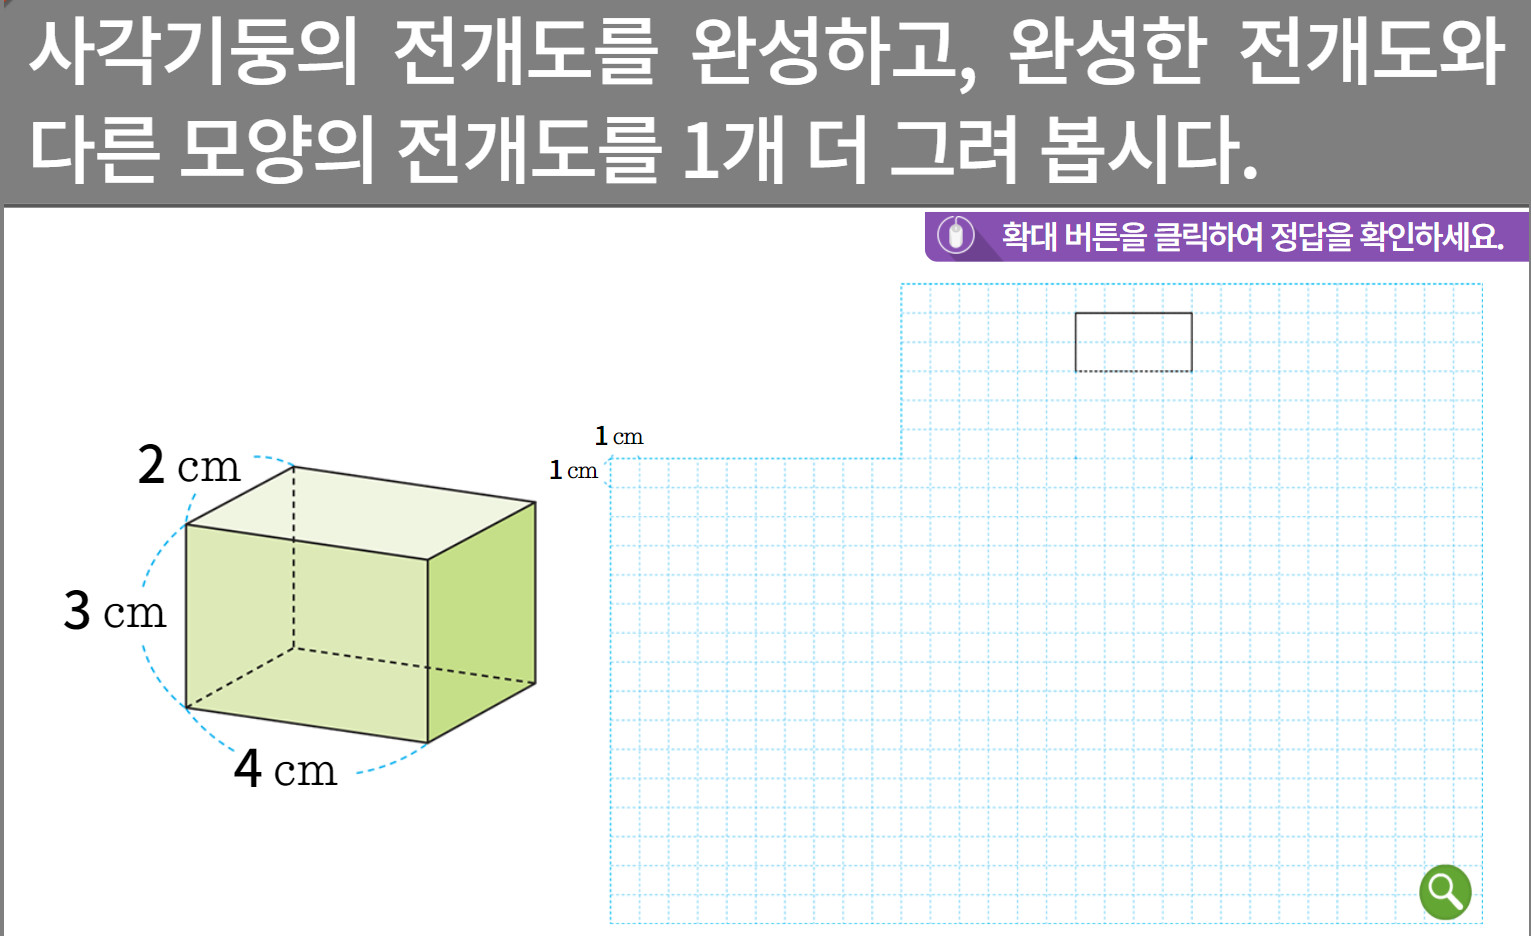 사각기둥의 전개도를 완성하고, 완성한 전개도와
다른 모양의 전개도를 1개 더 그려 봅시다.
확대 버튼을 클릭하여 정답을 확인하세요.
1 cm
1 cm
2 cm
3 cm
4 cm